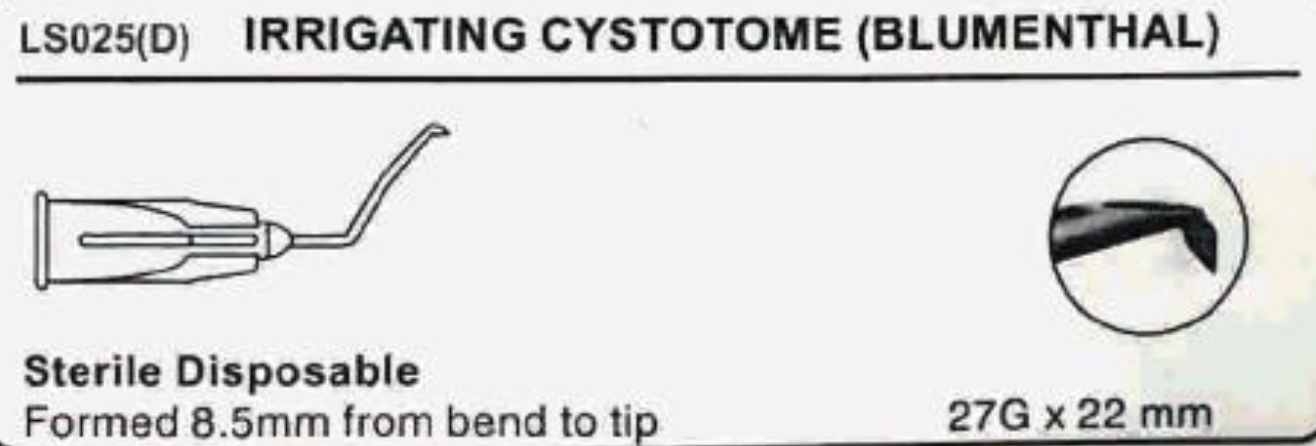 LS025(D) IRRIGATING CYSTOTOME (BLUMENTHAL)
Sterile Disposable
Formed 8.5mm from bend to tip 27G x 22 mm